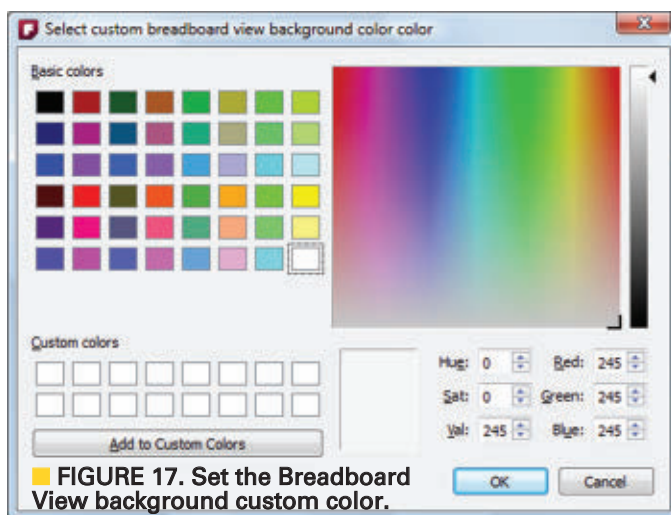 Select custom breadboard view background color color
Basic colors
Custom colors
Add to Custom Colors
Hue: 0
Sat: 0
Val: 245
Red: 245
Green: 245
Blue: 245
FIGURE 17. Set the Breadboard
View background custom color.
OK
Cancel